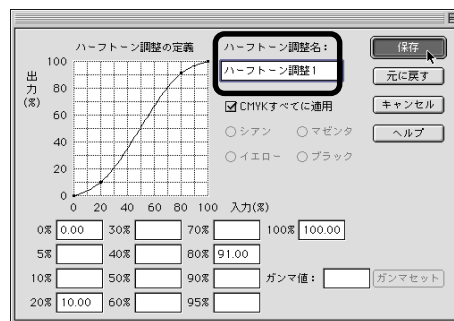 ハーフトーン調整の定義
ハーフトーン調整名：
保存
ハーフトーン調整1
元に戻す
出力(%)
100
80
60
40
20
0
0 20 40 60 80 100 入力(%)
CMYKすべてに適用
キャンセル
シアン マゼンタ
ヘルプ
イエロー ブラック
0% 0.00 30% 70% 100% 100.00
5% 40% 80% 91.00
10% 50% 90% ガンマ値： ガンマセット
20% 10.00 60% 95%